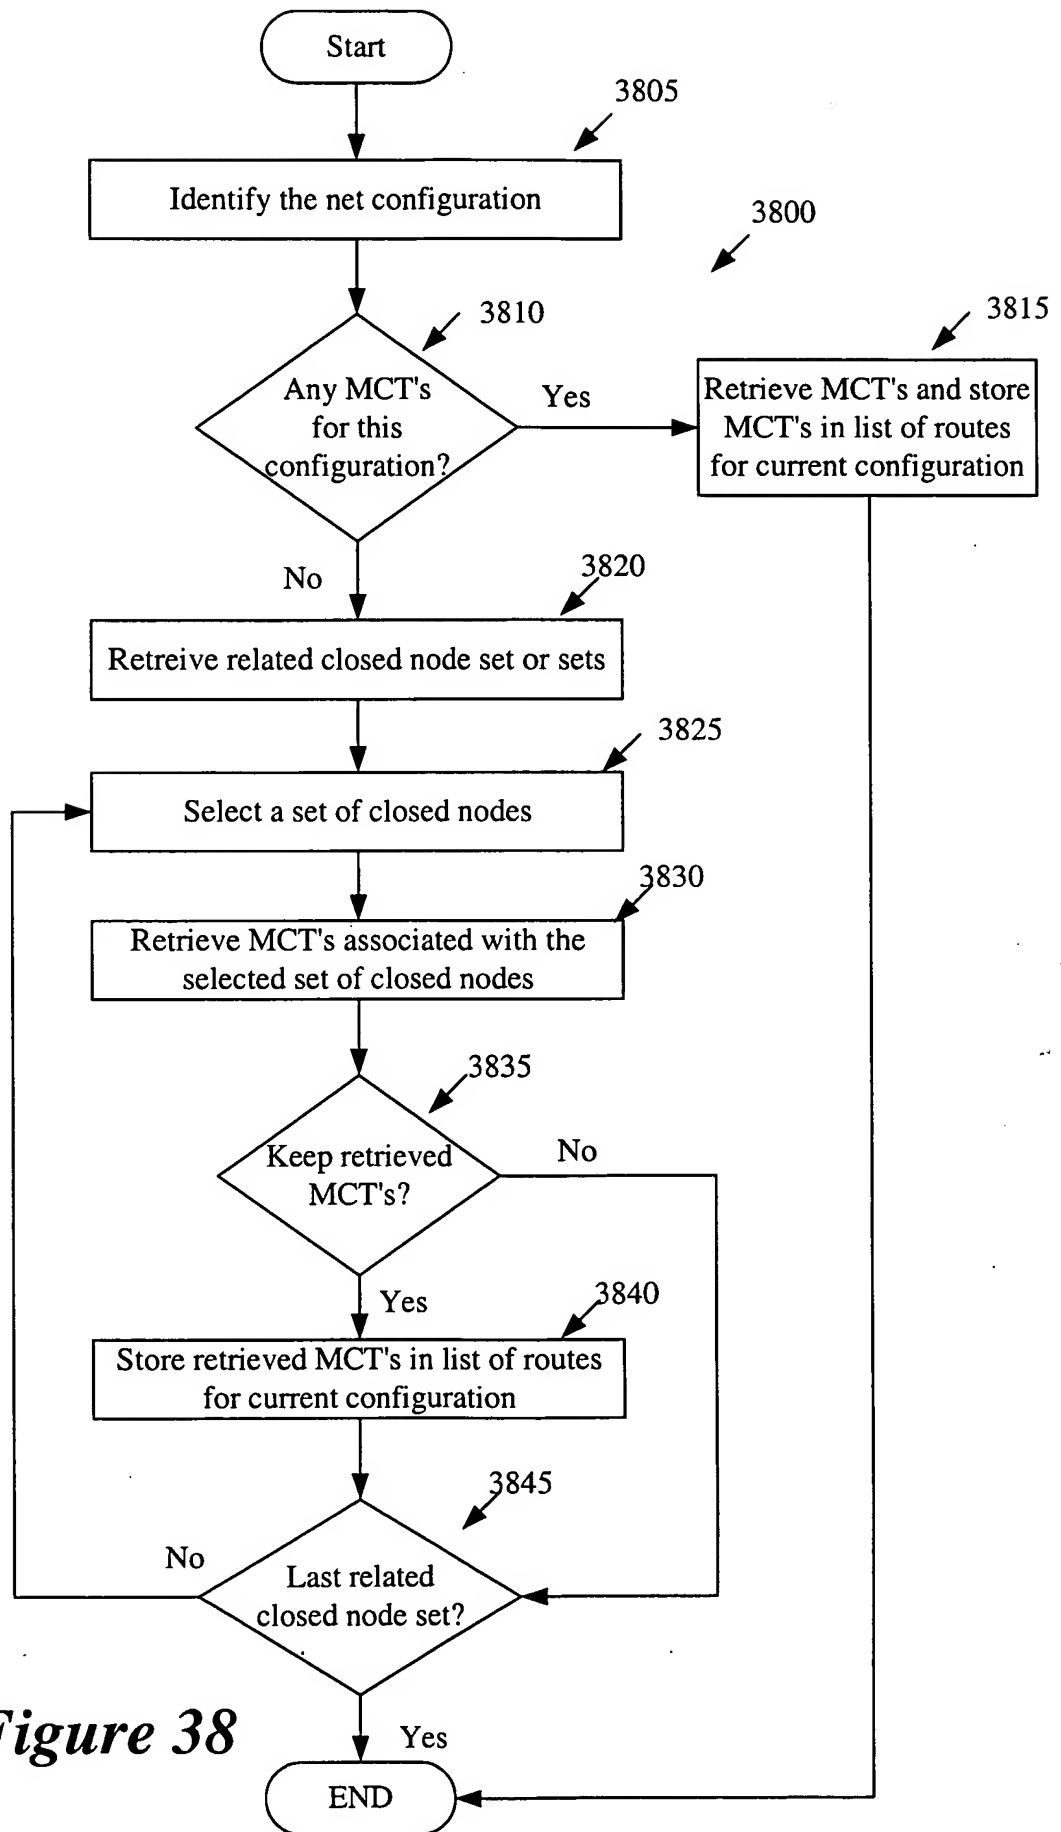 Start
3805
Identify the net configuration
3800
3810
3815
Any MCT's
for this
configuration?
Yes
Retrieve MCT's and store
MCT's in list of routes
for current configuration
No
3820
Retreive related closed node set or sets
3825
Select a set of closed nodes
3830
Retrieve MCT's associated with the
selected set of closed nodes
3835
Keep retrieved
MCT's?
No
Yes
3840
Store retrieved MCT's in list of routes
for current configuration
3845
No
Last related
closed node set?
Figure 38
Yes
END